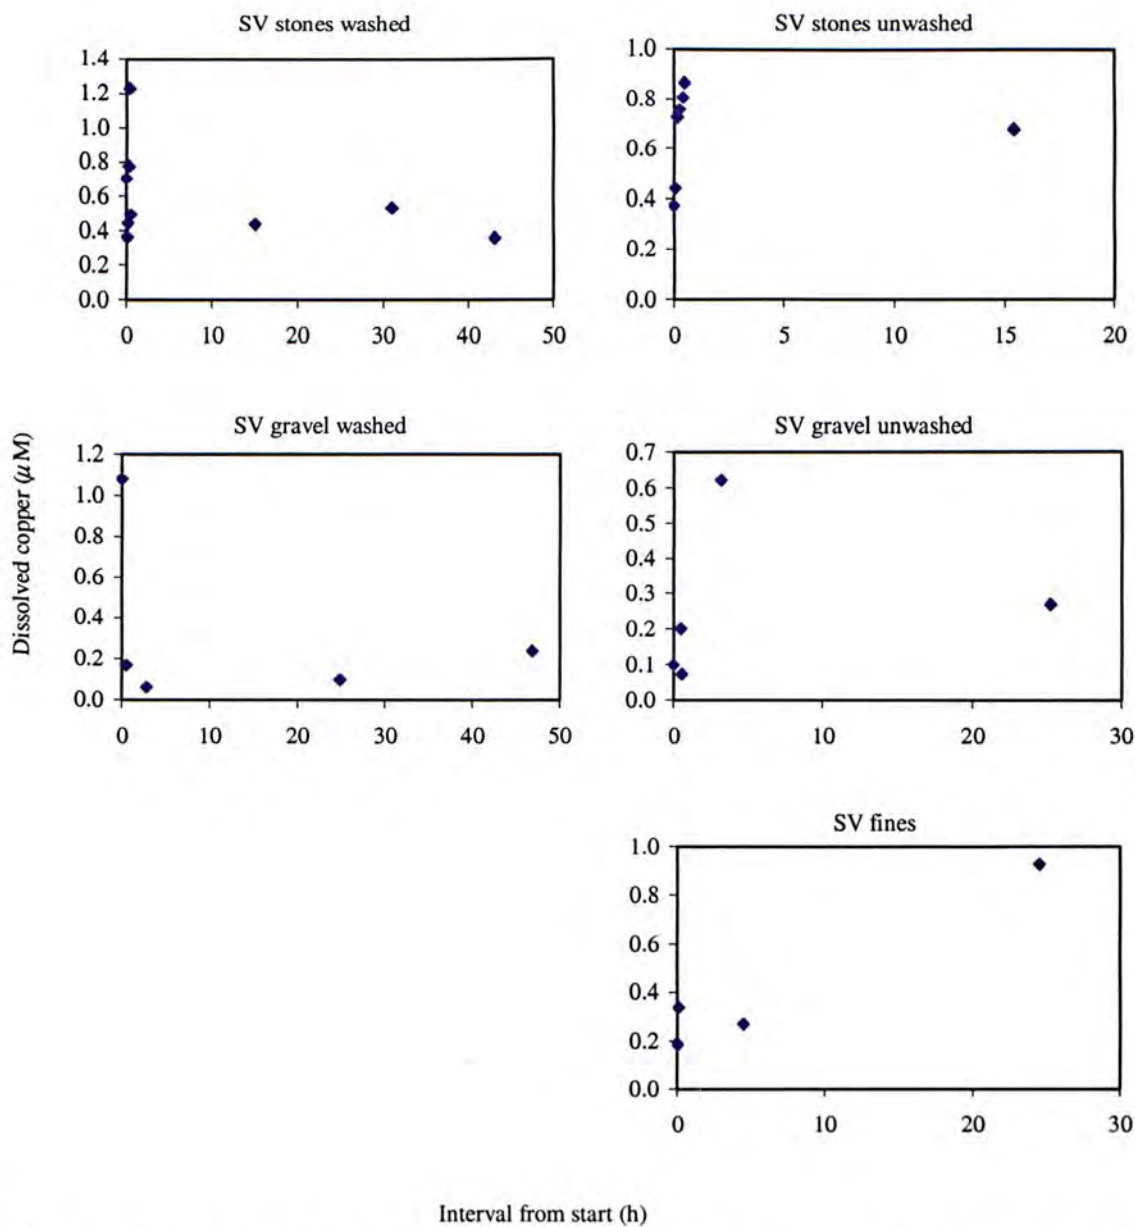 SV stones washed
1.4
1.2
1.0
0.8
0.6
0.4
0.2
0.0
0 10 20 30 40 50
SV stones unwashed
1.0
0.8
0.6
0.4
0.2
0.0
0 5 10 15 20
Dissolved copper (μM)
SV gravel washed
1.2
1.0
0.8
0.6
0.4
0.2
0.0
0 10 20 30 40 50
SV gravel unwashed
0.7
0.6
0.5
0.4
0.3
0.2
0.1
0.0
0 10 20 30
SV fines
1.0
0.8
0.6
0.4
0.2
0.0
0 10 20 30
Interval from start (h)